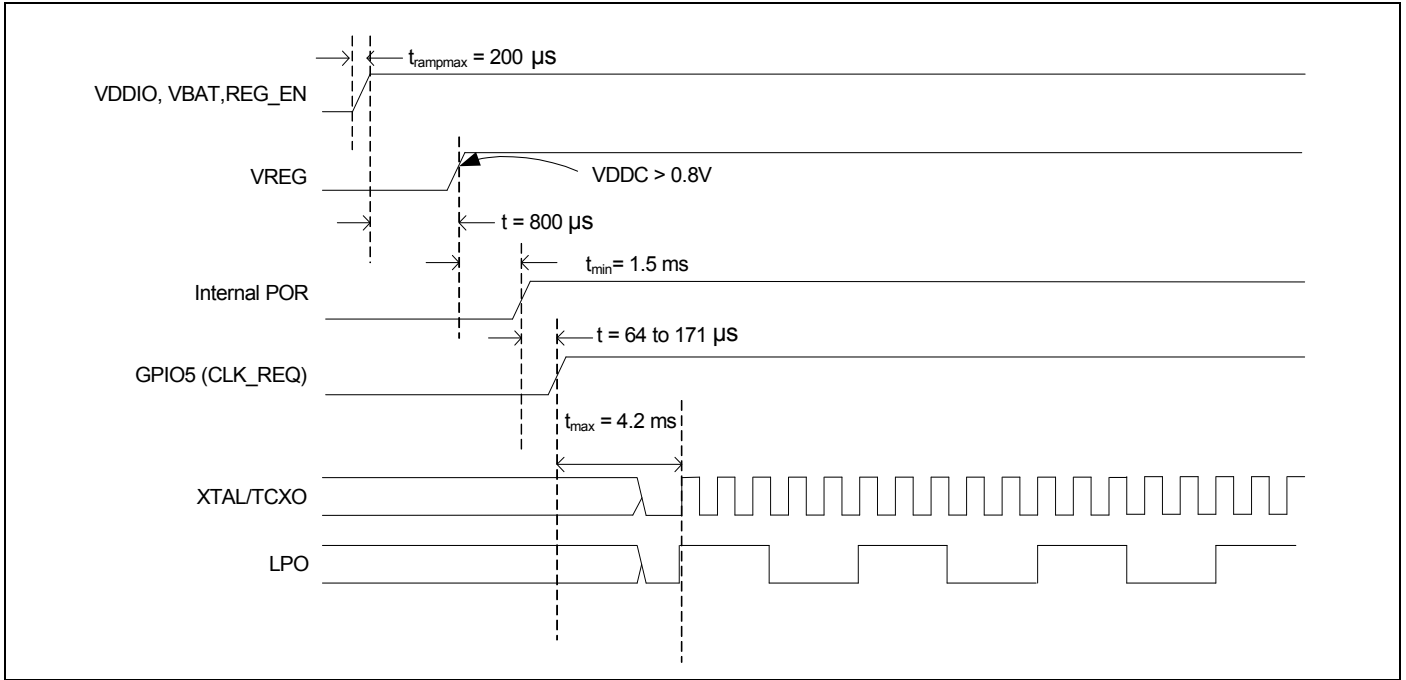 t_rampmax = 200 µs
VDDIO, VBAT,REG_EN
VREG
VDDC > 0.8V
t = 800 µs
t_min= 1.5 ms
Internal POR
t = 64 to 171 µs
GPIO5 (CLK_REQ)
t_max = 4.2 ms
XTAL/TCXO
LPO